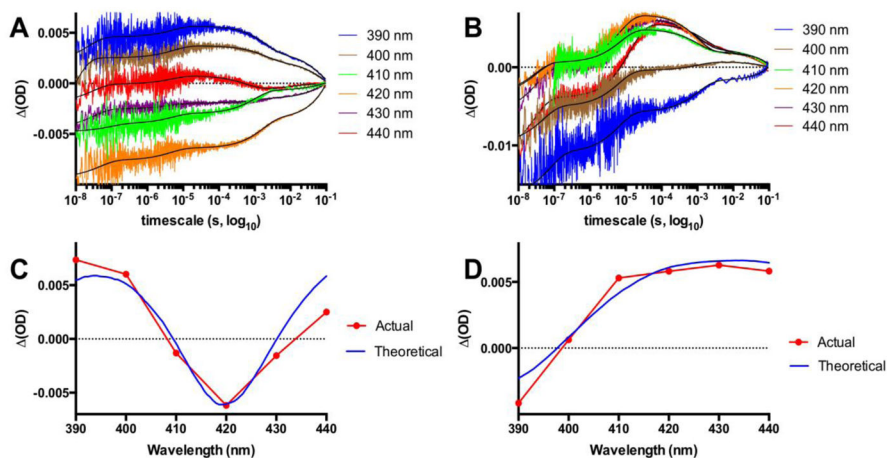 A
0.005
0.000
-0.005
Δ(OD)
10-8 10-7 10-6 10-5 10-4 10-3 10-2 10-1
timescale (s, log10)
390 nm
400 nm
410 nm
420 nm
430 nm
440 nm
B
0.00
-0.01
Δ(OD)
10-8 10-7 10-6 10-5 10-4 10-3 10-2 10-1
timescale (s, log10)
390 nm
400 nm
410 nm
420 nm
430 nm
440 nm
C
0.005
0.000
-0.005
Δ(OD)
390 400 410 420 430 440
Wavelength (nm)
Actual
Theoretical
D
0.005
0.000
Δ(OD)
390 400 410 420 430 440
Wavelength (nm)
Actual
Theoretical